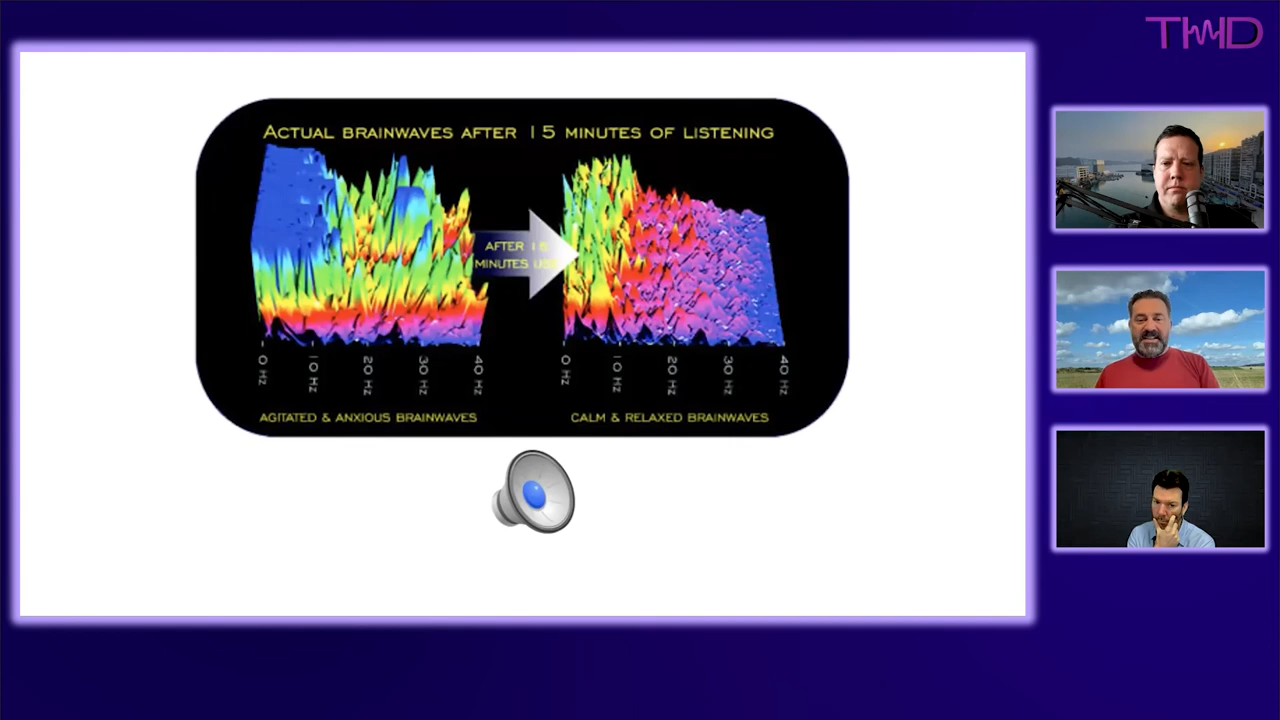 TWD
ACTUAL BRAINWAVES AFTER 15 MINUTES OF LISTENING
AFTER 15
MINUTES USE
0 Hz
10 Hz
20 Hz
30 Hz
40 Hz
0 Hz
10 Hz
20 Hz
30 Hz
40 Hz
AGITATED & ANXIOUS BRAINWAVES
CALM & RELAXED BRAINWAVES